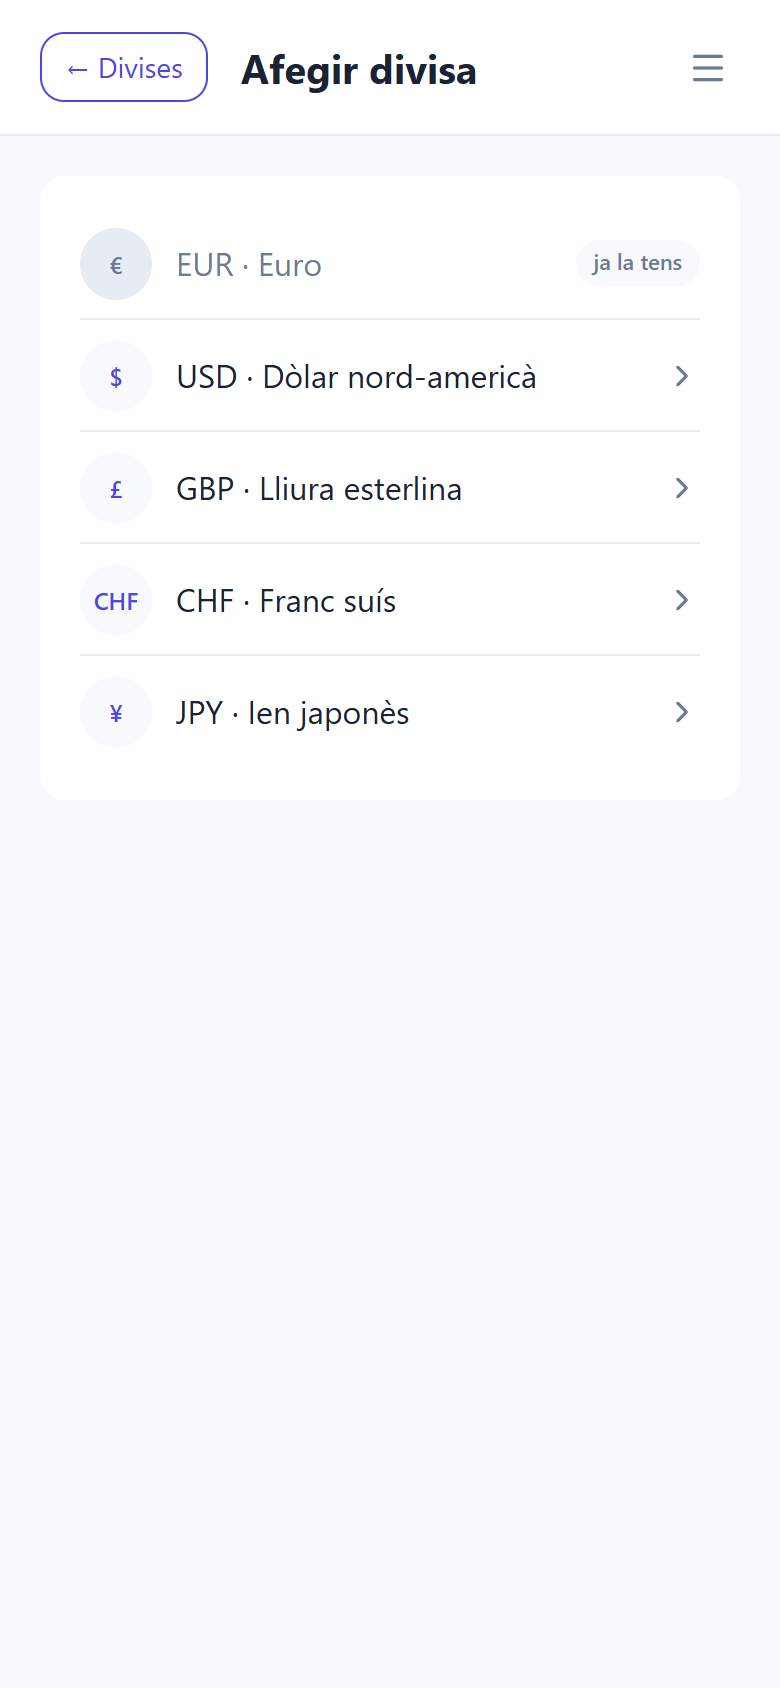 ← Divises
Afegir divisa
€ EUR · Euro ja la tens
$ USD · Dòlar nord-americà
£ GBP · Lliura esterlina
CHF CHF · Franc suís
¥ JPY · Ien japonès